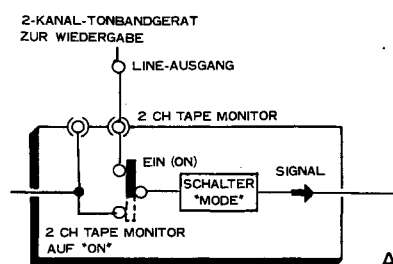 2-KANAL-TONBANDGERAT
ZUR WIEDERGABE
LINE-AUSGANG
2 CH TAPE MONITOR
EIN (ON)
SCHALTER
"MODE"
SIGNAL
2 CH TAPE MONITOR
AUF "ON"
A